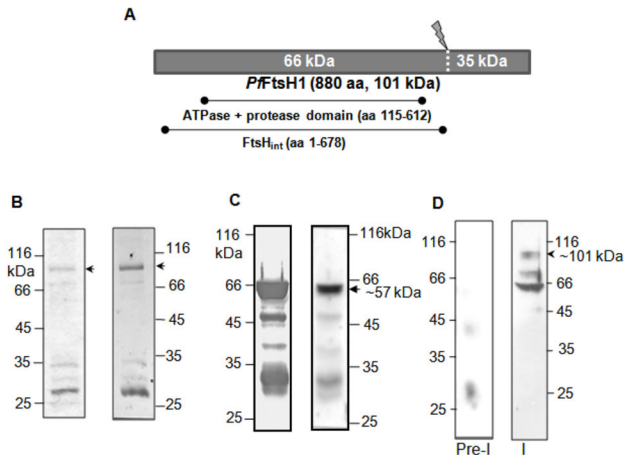 A
66 kDa 35 kDa
PfFtsH1 (880 aa, 101 kDa)
ATPase + protease domain (aa 115-612)
FtsHint (aa 1-678)
B
116
kDa
66
45
35
25
116
66
45
35
25
C
116
kDa
66
45
35
25
116kDa
66
~57 kDa
45
35
25
D
116
66
45
35
25
Pre-I
116
~101 kDa
66
45
35
25
I